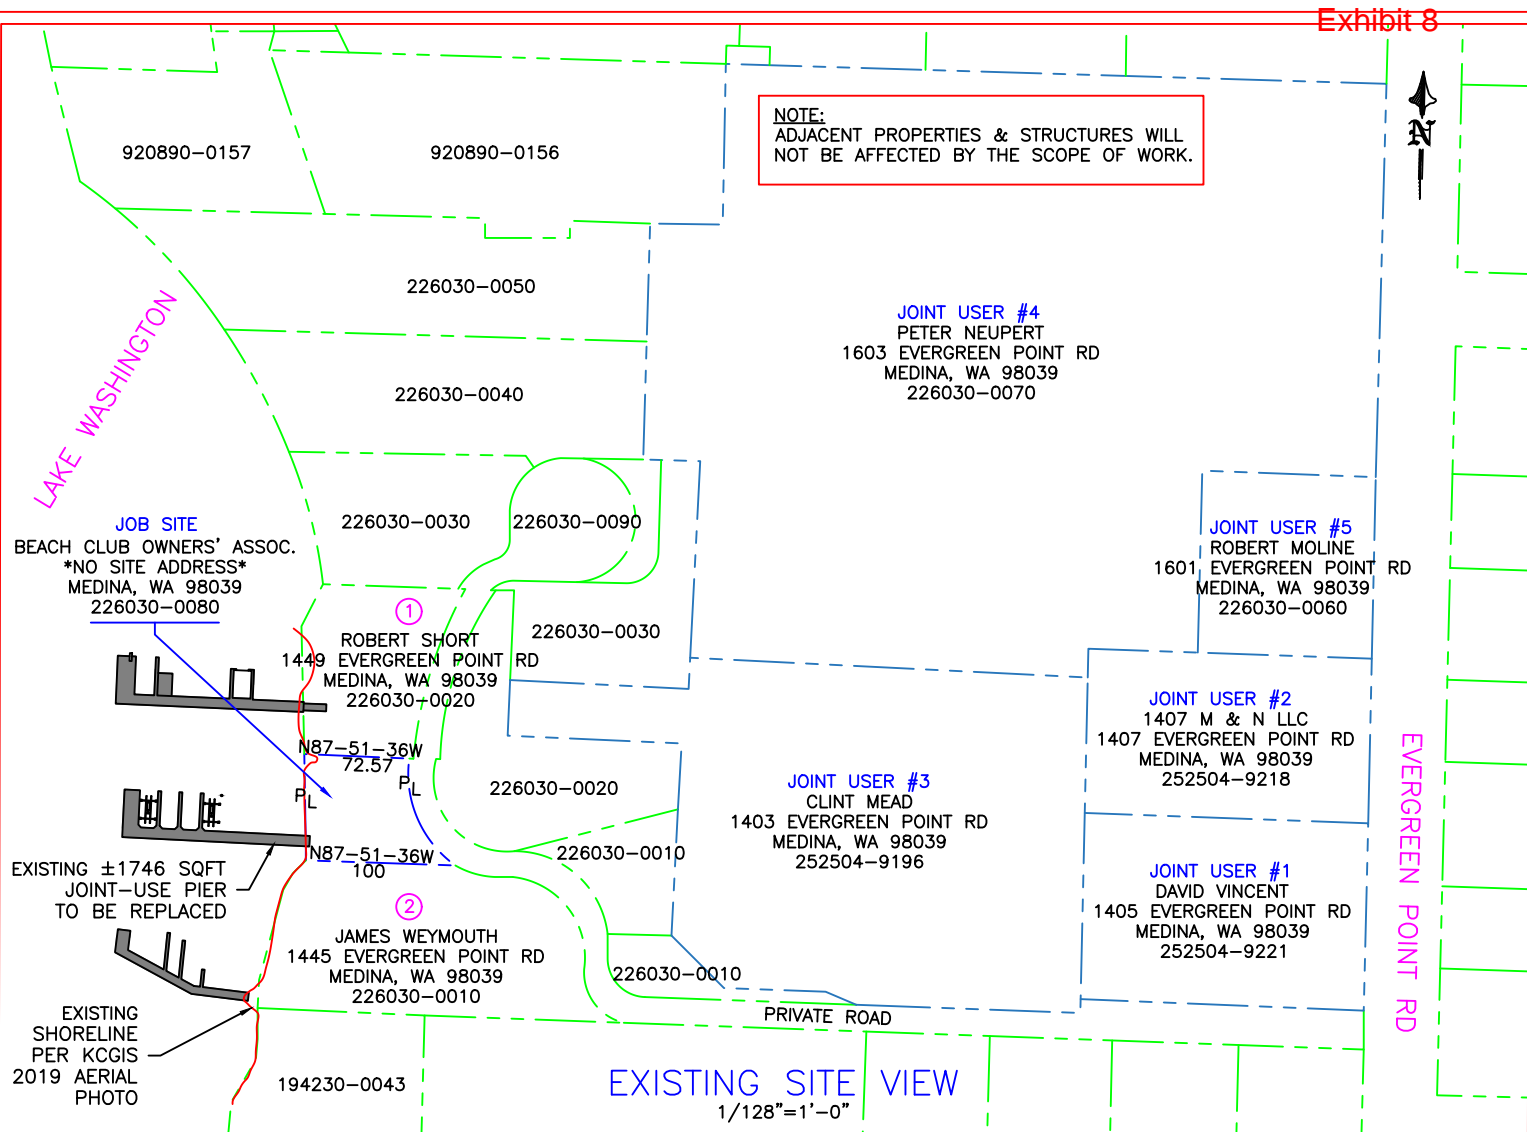 Exhibit 8
NOTE:
ADJACENT PROPERTIES & STRUCTURES WILL
NOT BE AFFECTED BY THE SCOPE OF WORK.
N
920890-0157
920890-0156
226030-0050
226030-0040
LAKE WASHINGTON
JOINT USER #4
PETER NEUPERT
1603 EVERGREEN POINT RD
MEDINA, WA 98039
226030-0070
226030-0030
226030-0090
JOB SITE
BEACH CLUB OWNERS' ASSOC.
*NO SITE ADDRESS*
MEDINA, WA 98039
226030-0080
JOINT USER #5
ROBERT MOLINE
1601 EVERGREEN POINT RD
MEDINA, WA 98039
226030-0060
1
ROBERT SHORT
1449 EVERGREEN POINT RD
MEDINA, WA 98039
226030-0020
226030-0030
N87-51-36W
72.57
PL
PL
226030-0020
JOINT USER #2
1407 M & N LLC
1407 EVERGREEN POINT RD
MEDINA, WA 98039
252504-9218
JOINT USER #3
CLINT MEAD
1403 EVERGREEN POINT RD
MEDINA, WA 98039
252504-9196
EVERGREEN POINT RD
N87-51-36W
100
226030-0010
EXISTING ±1746 SQFT
JOINT-USE PIER
TO BE REPLACED
JOINT USER #1
DAVID VINCENT
1405 EVERGREEN POINT RD
MEDINA, WA 98039
252504-9221
2
JAMES WEYMOUTH
1445 EVERGREEN POINT RD
MEDINA, WA 98039
226030-0010
226030-0010
PRIVATE ROAD
EXISTING
SHORELINE
PER KCGIS
2019 AERIAL
PHOTO
194230-0043
EXISTING SITE VIEW
1/128"=1'-0"